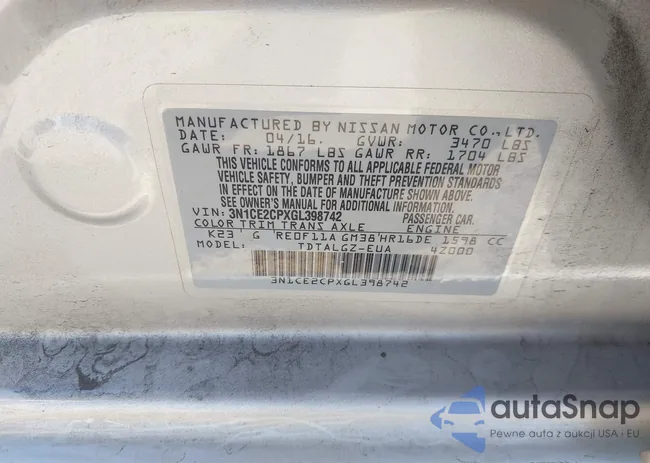 MANUFACTURED BY NISSAN MOTOR CO., LTD.
DATE: 04/16 GVWR: 3470 LBS
GAWR FR: 1867 LBS GAWR RR: 1704 LBS
THIS VEHICLE CONFORMS TO ALL APPLICABLE FEDERAL MOTOR
VEHICLE SAFETY, BUMPER AND THEFT PREVENTION STANDARDS
IN EFFECT ON THE DATE OF MANUFACTURE SHOWN ABOVE.
SEE OWNER'S MANUAL FOR ADDITIONAL INFORMATION
VIN: 3N1CE2CPXGL398742 PASSENGER CAR.
COLOR TRIM TRANS AXLE ENGINE
K23 G RE0F11A GM38 HR16DE 1598 CC
MODEL: TDTALGZ-EUA 42000
3N1CE2CPXGL398742
autaSnap
Pewne auta z aukcji USA i EU